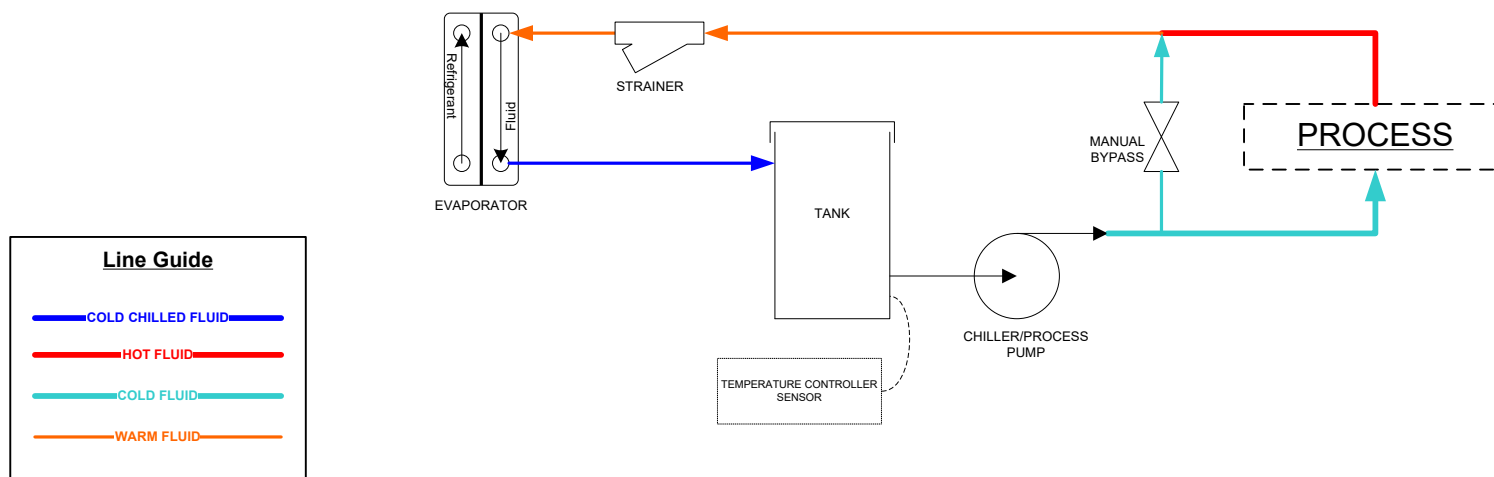 Refrigerant
Fluid
EVAPORATOR
STRAINER
MANUAL
BYPASS
PROCESS
TANK
CHILLER/PROCESS
PUMP
TEMPERATURE CONTROLLER
SENSOR
Line Guide
COLD CHILLED FLUID
HOT FLUID
COLD FLUID
WARM FLUID